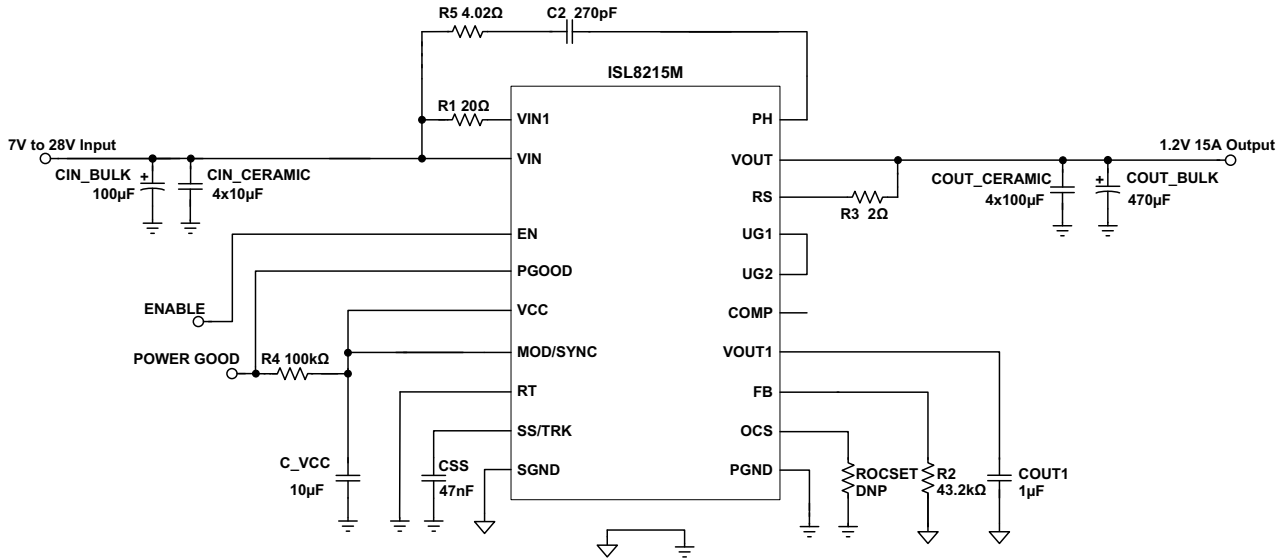 R5 4.02Ω
C2 270pF
ISL8215M
R1 20Ω
VIN1
PH
7V to 28V Input
VIN
VOUT
1.2V 15A Output
CIN_BULK
100µF
+
CIN_CERAMIC
4x10µF
RS
R3 2Ω
COUT_CERAMIC
4x100µF
+
COUT_BULK
470µF
EN
UG1
PGOOD
UG2
ENABLE
VCC
COMP
POWER GOOD
R4 100kΩ
MOD/SYNC
VOUT1
RT
FB
SS/TRK
OCS
C_VCC
10µF
CSS
47nF
SGND
PGND
ROCSET
DNP
R2
43.2kΩ
COUT1
1µF